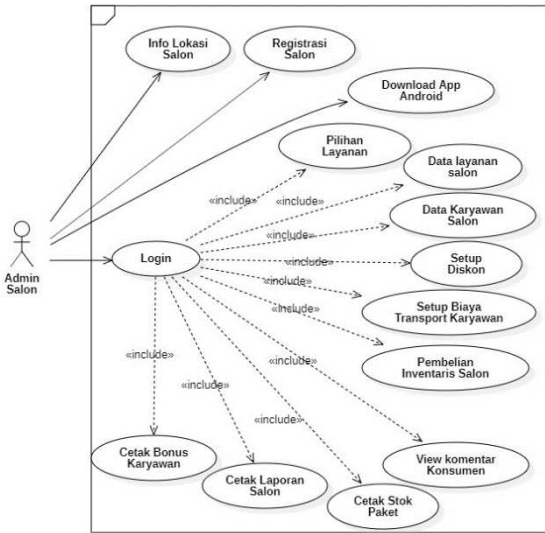 Info Lokasi
Salon
Registrasi
Salon
Download App
Android
Pilihan
Layanan
Data layanan
salon
«include»
«include»
Data Karyawan
Salon
«include»
Admin
Salon
Login
«include»
Setup
Diskon
«include»
Setup Biaya
Transport Karyawan
«include»
Pembelian
Inventaris Salon
«include»
«include»
«include»
«include»
Cetak Bonus
Karyawan
Cetak Laporan
Salon
Cetak Stok
Paket
View komentar
Konsumen